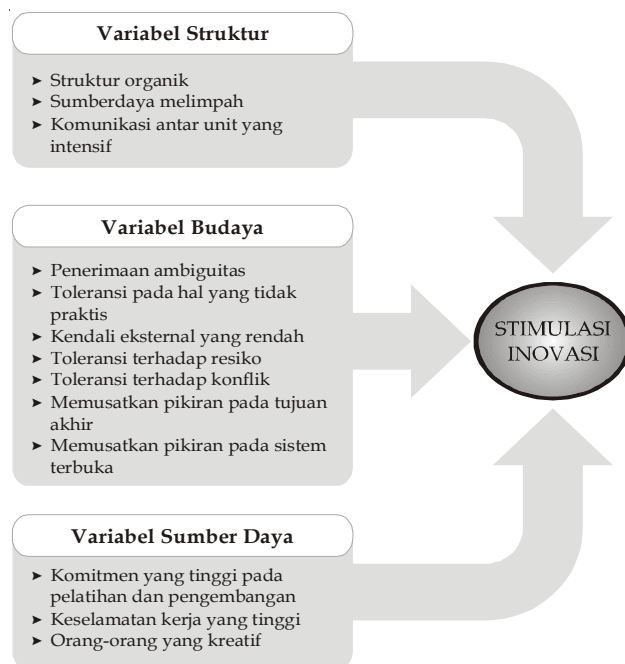 Variabel Struktur
➤ Struktur organik
➤ Sumberdaya melimpah
➤ Komunikasi antar unit yang
intensif
Variabel Budaya
➤ Penerimaan ambiguitas
➤ Toleransi pada hal yang tidak
praktis
➤ Kendali eksternal yang rendah
➤ Toleransi terhadap resiko
➤ Toleransi terhadap konflik
➤ Memusatkan pikiran pada tujuan
akhir
➤ Memusatkan pikiran pada sistem
terbuka
STIMULASI
INOVASI
Variabel Sumber Daya
➤ Komitmen yang tinggi pada
pelatihan dan pengembangan
➤ Keselamatan kerja yang tinggi
➤ Orang-orang yang kreatif